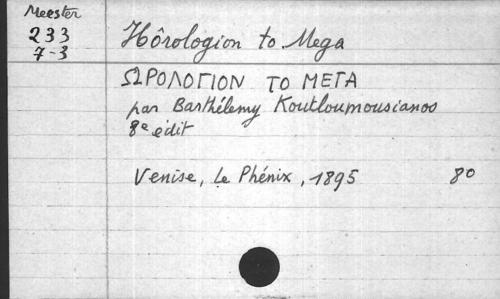 Meester
233
7-3
Hôrologion to Mega
ΩΡΟΛΟΓΙΟΝ ΤΟ ΜΕΓΑ
par Barthélemy Koutloumousianos
8e édit
Venise, Le Phénix, 1895 80